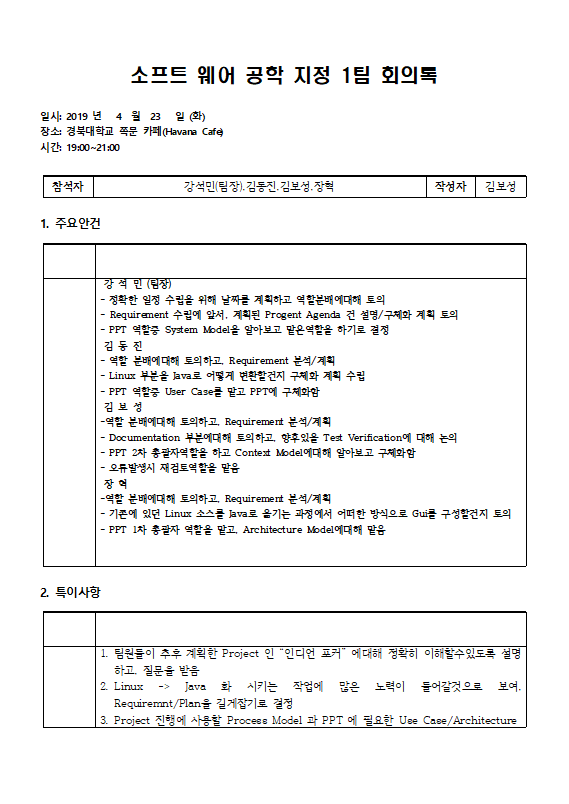 소프트 웨어 공학 지정 1팀 회의록
일시: 2019 년 4 월 23 일 (화)
장소: 경북대학교 쪽문 카페(Havana Cafe)
시간: 19:00~21:00
참석자 강석민(팀장),김동진,김보성,장혁 작성자 김보성
1. 주요안건
강 석 민 (팀장)
- 정확한 일정 수립을 위해 날짜를 계획하고 역할분배에대해 토의
- Requirement 수립에 앞서, 계획된 Progent Agenda 건 설명/구체화 계획 토의
- PPT 역할중 System Model을 알아보고 맡은역할을 하기로 결정
김 동 진
- 역할 분배에대해 토의하고, Requirement 분석/계획
- Linux 부분을 Java로 어떻게 변환할건지 구체화 계획 수립
- PPT 역할중 User Case를 맡고 PPT에 구체화함
김 보 성
-역할 분배에대해 토의하고, Requirement 분석/계획
- Documentation 부분에대해 토의하고, 향후있을 Test Verification에 대해 논의
- PPT 2차 총괄자역할을 하고 Context Model에대해 알아보고 구체화함
- 오류발생시 재검토역할을 맡음
장 혁
-역할 분배에대해 토의하고, Requirement 분석/계획
- 기존에 있던 Linux 소스를 Java로 옮기는 과정에서 어떠한 방식으로 Gui를 구성할건지 토의
- PPT 1차 총괄자 역할을 맡고, Architecture Model에대해 맡음
2. 특이사항
1. 팀원들이 추후 계획한 Project 인 "인디언 포커" 에대해 정확히 이해할수있도록 설명
하고, 질문을 받음
2. Linux -> Java 화 시키는 작업에 많은 노력이 들어갈것으로 보여,
Requiremnt/Plan을 길게잡기로 결정
3. Project 진행에 사용할 Process Model 과 PPT 에 필요한 Use Case/Architecture